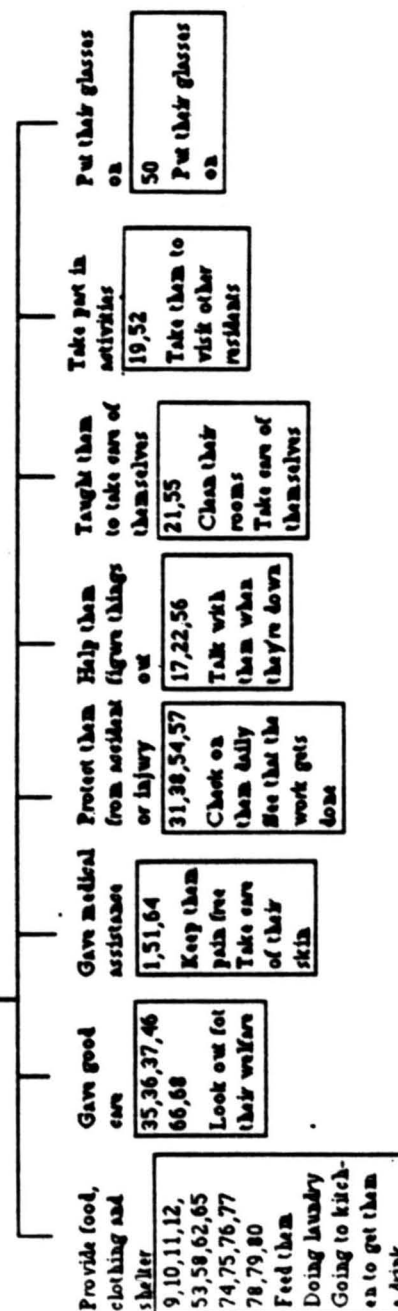 Provide food,
clothing and
shelter
9,10,11,12,
53,58,62,65
74,75,76,77
78,79,80
Feed them
Doing laundry
Going to kitch-
en to get them
a drink
Gave good
care
35,36,37,46
66,68
Look out for
their welfare
Gave medical
assistance
1,51,64
Keep them
pain free
Take care
of their
skin
Protect them
from accident
or injury
31,38,54,57
Check on
them daily
See that the
work gets
done
Help them
figure things
out
17,22,56
Talk with
them when
they're down
Taught them
to take care of
themselves
21,55
Clean their
rooms
Take care of
themselves
Take part in
activities
19,52
Take them to
visit other
residents
Put their glasses
on
50
Put their glasses
on